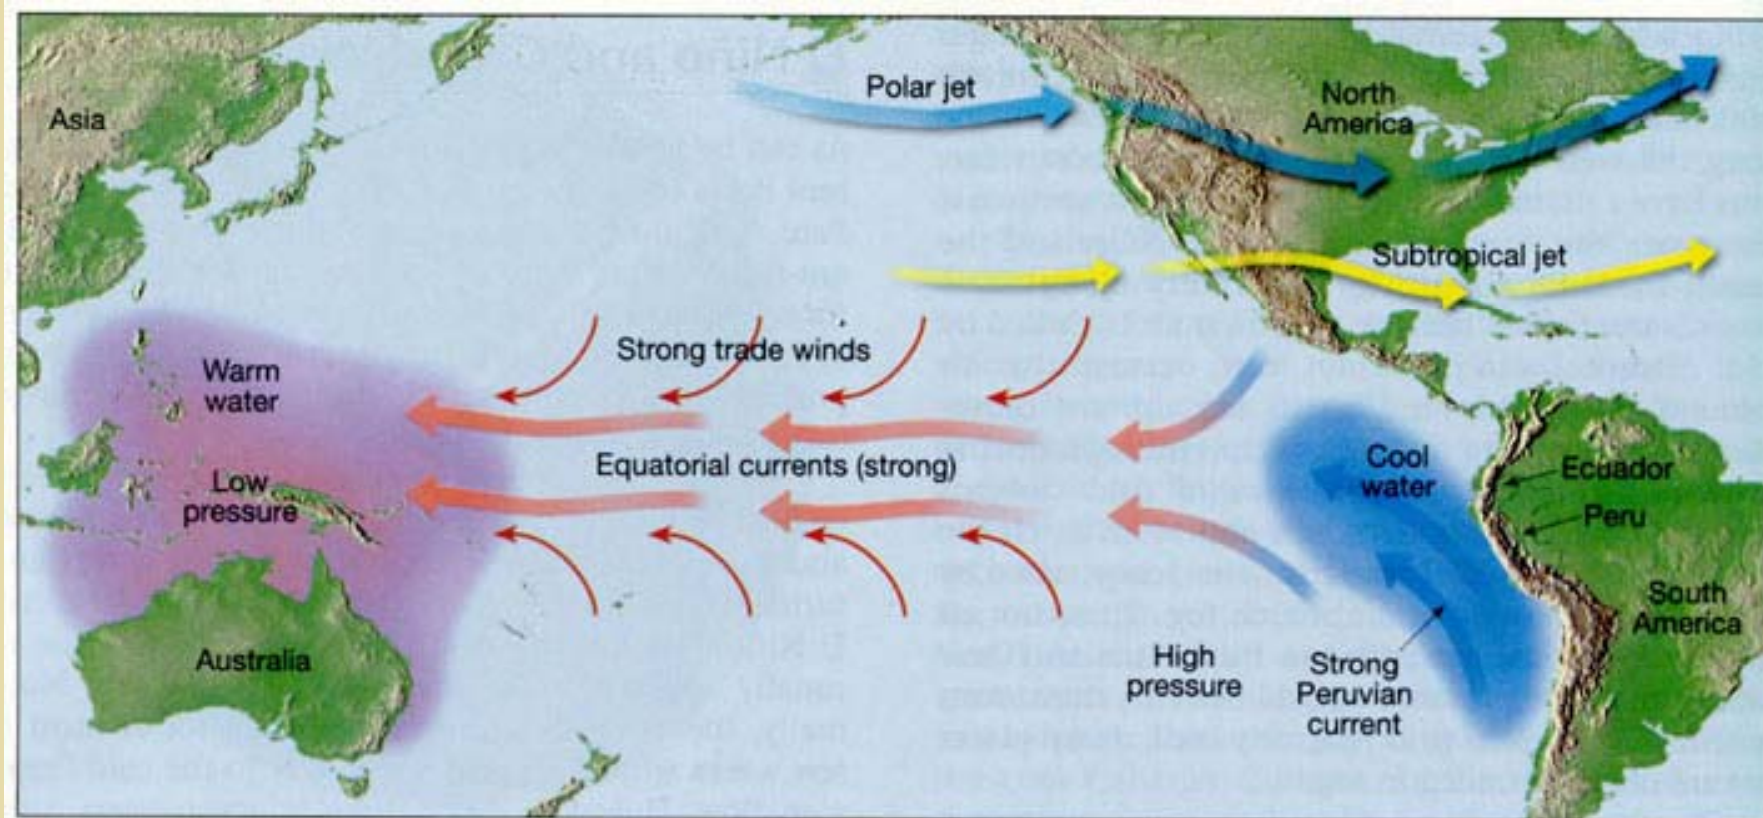 Asia
Polar jet
North
America
Subtropical jet
Strong trade winds
Warm
water
Equatorial currents (strong)
Cool
water
Ecuador
Low
pressure
Peru
South
America
Australia
High
pressure
Strong
Peruvian
current